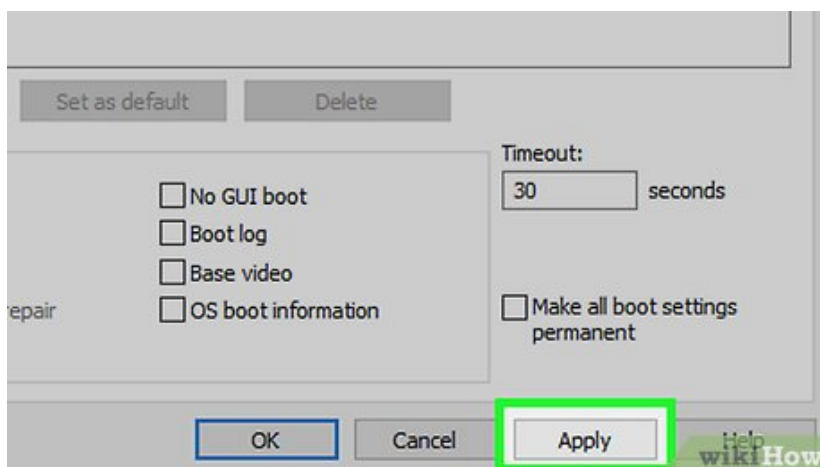 Set as default Delete
Timeout:
30 seconds
No GUI boot
Boot log
Base video
epair
OS boot information
Make all boot settings
permanent
OK Cancel Apply Help
wikiHow